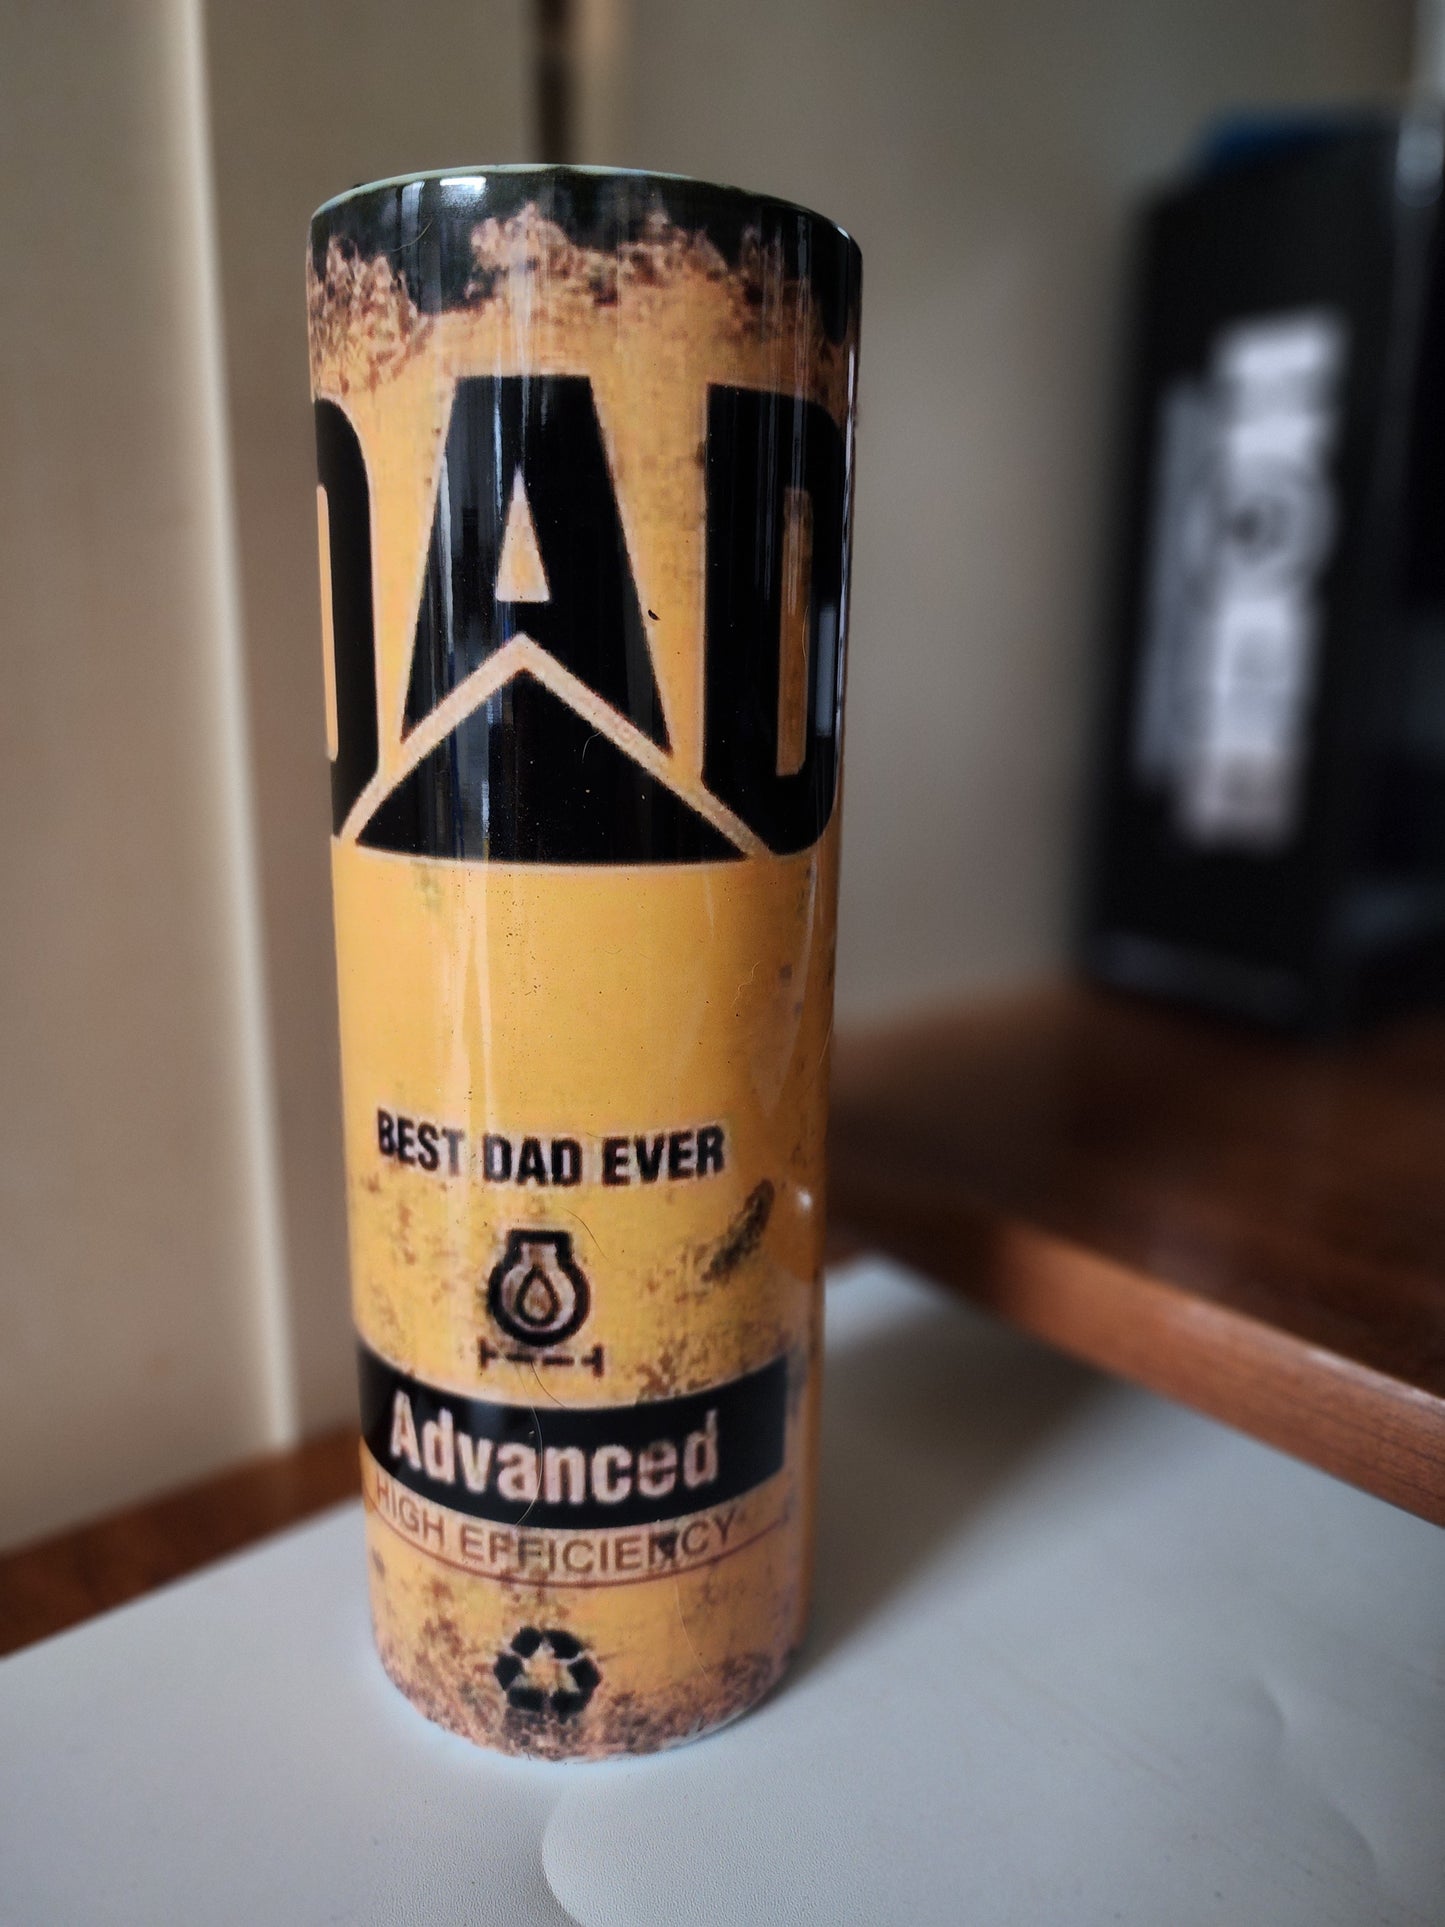 DAD
BEST DAD EVER
Advanced
HIGH EFFICIENCY